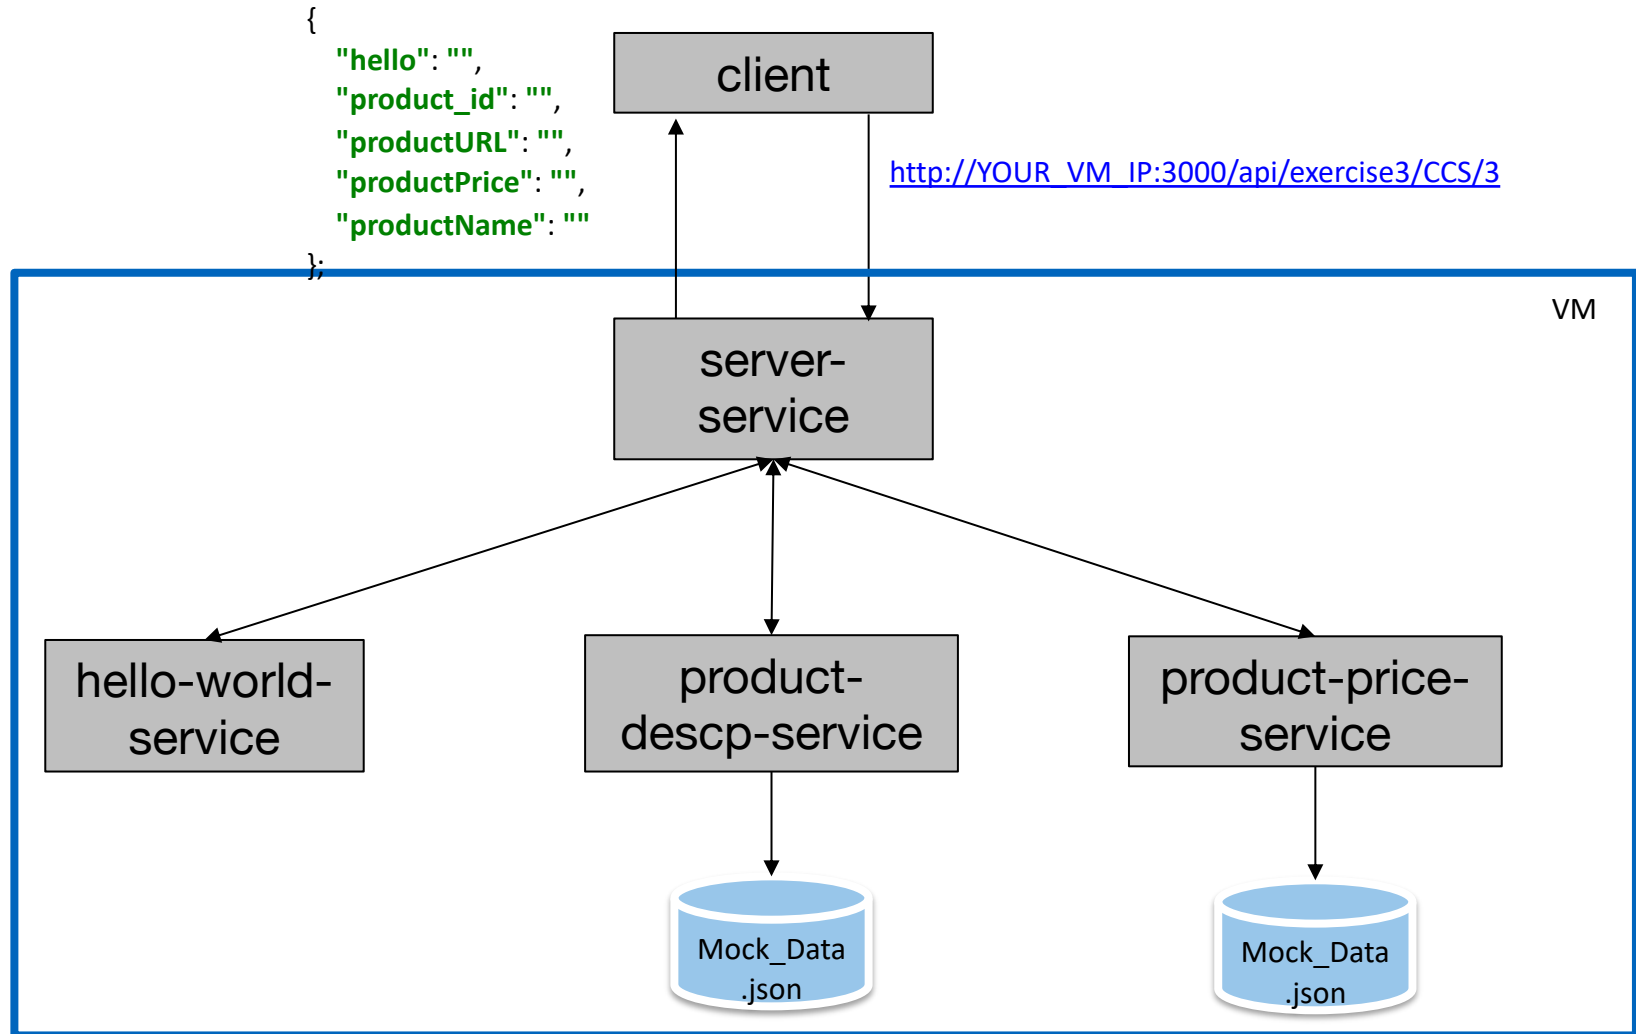 {
"hello": "",
"product_id": "",
"productURL": "",
"productPrice": "",
"productName": ""
};
client
http://YOUR_VM_IP:3000/api/exercise3/CCS/3
VM
server-
service
hello-world-
service
product-
descp-service
product-price-
service
Mock_Data
.json
Mock_Data
.json